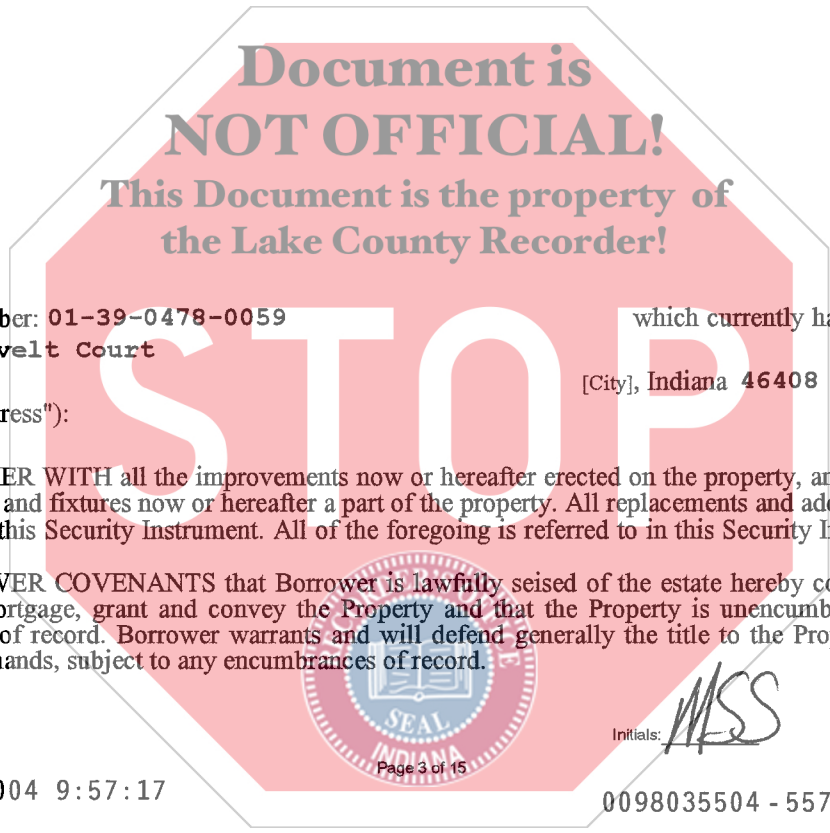 Document is
NOT OFFICIAL!
This Document is the property of
the Lake County Recorder!
STOP
ber: 01-39-0478-0059 which currently ha
velt Court
[City], Indiana 46408
ress"):
ER WITH all the improvements now or hereafter erected on the property, an
and fixtures now or hereafter a part of the property. All replacements and add
this Security Instrument. All of the foregoing is referred to in this Security I
VER COVENANTS that Borrower is lawfully seised of the estate hereby co
ortgage, grant and convey the Property and that the Property is unencumb
of record. Borrower warrants and will defend generally the title to the Pro
ands, subject to any encumbrances of record.
SEAL
INDIANA
Initials: MSS
Page 3 of 15
004 9:57:17
0098035504 - 557